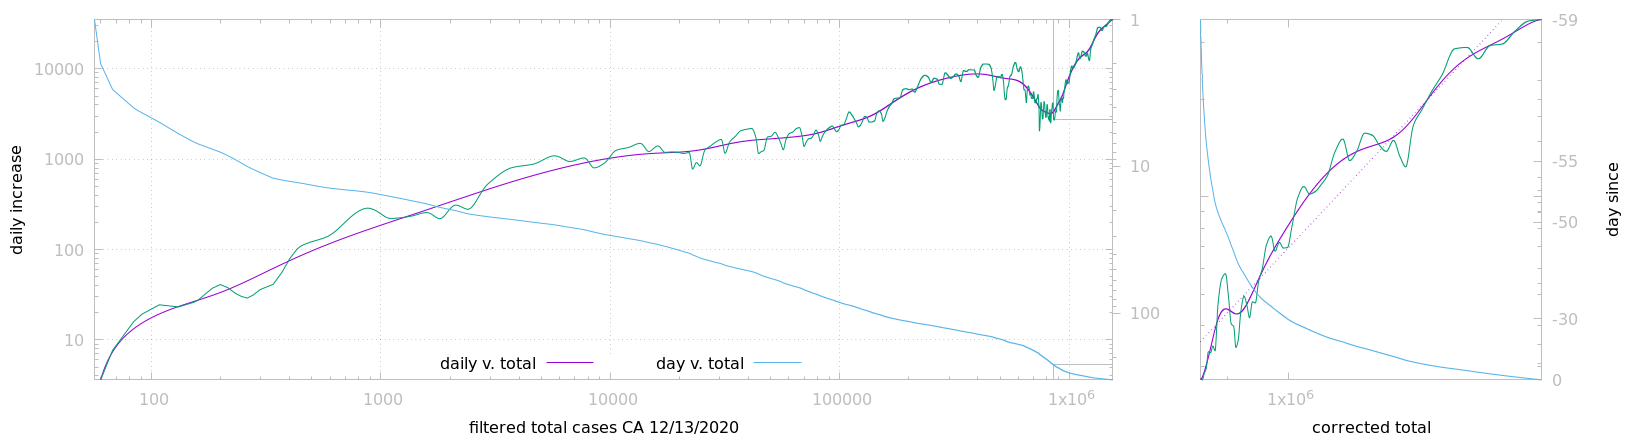 10000
1000
100
10
daily increase
1
10
100
daily v. total
day v. total
100
1000
10000
100000
1x10^6
filtered total cases CA 12/13/2020
-59
-55
-50
-30
0
day since
1x10^6
corrected total